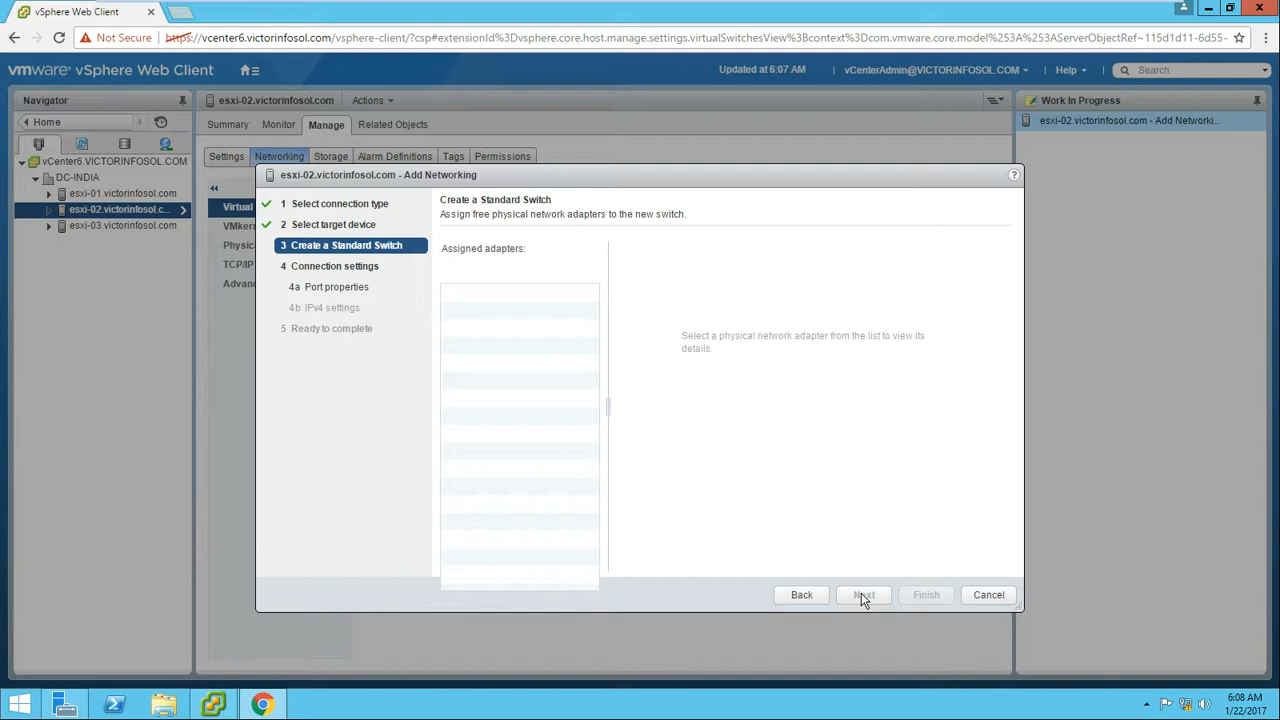 vSphere Web Client
Not Secure
https://vcenter6.victorinfosol.com/vsphere-client/?csp#extensionId%3Dvsphere.core.host.manage.settings.virtualSwitchesView%3Bcontext%3Dcom.vmware.core.model%253A%253AServerObjectRef~115d1d11-6d55-
vmware® vSphere Web Client
Updated at 6:07 AM
vCenterAdmin@VICTORINFOSOL.COM
Help
Search
Navigator
Home
vCenter6.VICTORINFOSOL.COM
DC-INDIA
esxi-01.victorinfosol.com
esxi-02.victorinfosol.c...
esxi-03.victorinfosol.com
esxi-02.victorinfosol.com
Actions
Summary
Monitor
Manage
Related Objects
Settings
Networking
Storage
Alarm Definitions
Tags
Permissions
Virtual
VMkern
Physic
TCP/IP
Advan
Work In Progress
esxi-02.victorinfosol.com - Add Networki...
esxi-02.victorinfosol.com - Add Networking
?
1 Select connection type
2 Select target device
3 Create a Standard Switch
4 Connection settings
4a Port properties
4b IPv4 settings
5 Ready to complete
Create a Standard Switch
Assign free physical network adapters to the new switch.
Assigned adapters:
Select a physical network adapter from the list to view its
details.
Back
Next
Finish
Cancel
6:08 AM
1/22/2017